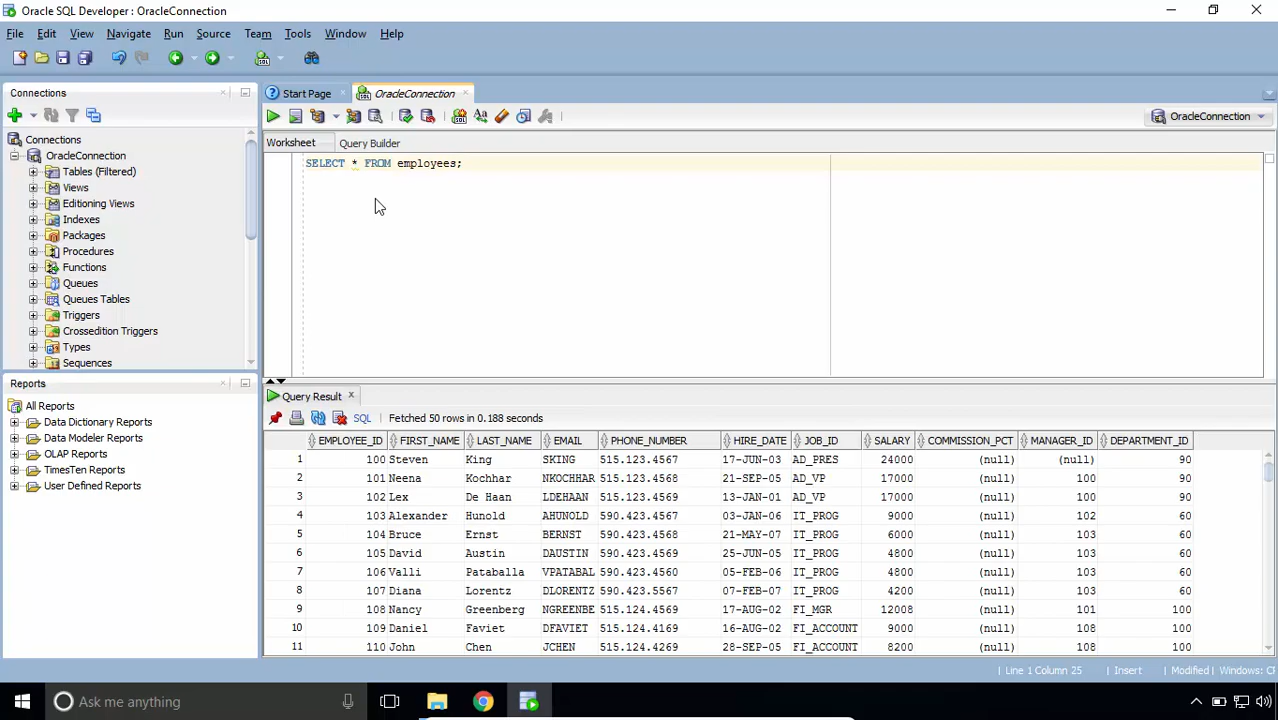 Oracle SQL Developer : OracleConnection
File Edit View Navigate Run Source Team Tools Window Help
Connections
Connections
OracleConnection
Tables (Filtered)
Views
Editioning Views
Indexes
Packages
Procedures
Functions
Queues
Queues Tables
Triggers
Crossedition Triggers
Types
Sequences
Reports
All Reports
Data Dictionary Reports
Data Modeler Reports
OLAP Reports
TimesTen Reports
User Defined Reports
Start Page OracleConnection
SQL Aa OracleConnection
Worksheet Query Builder
SELECT * FROM employees;
Query Result
SQL Fetched 50 rows in 0.188 seconds
EMPLOYEE_ID FIRST_NAME LAST_NAME EMAIL PHONE_NUMBER HIRE_DATE JOB_ID SALARY COMMISSION_PCT MANAGER_ID DEPARTMENT_ID
1 100 Steven King SKING 515.123.4567 17-JUN-03 AD_PRES 24000 (null) (null) 90
2 101 Neena Kochhar NKOCHHAR 515.123.4568 21-SEP-05 AD_VP 17000 (null) 100 90
3 102 Lex De Haan LDEHAAN 515.123.4569 13-JAN-01 AD_VP 17000 (null) 100 90
4 103 Alexander Hunold AHUNOLD 590.423.4567 03-JAN-06 IT_PROG 9000 (null) 102 60
5 104 Bruce Ernst BERNST 590.423.4568 21-MAY-07 IT_PROG 6000 (null) 103 60
6 105 David Austin DAUSTIN 590.423.4569 25-JUN-05 IT_PROG 4800 (null) 103 60
7 106 Valli Pataballa VPATABAL 590.423.4560 05-FEB-06 IT_PROG 4800 (null) 103 60
8 107 Diana Lorentz DLORENTZ 590.423.5567 07-FEB-07 IT_PROG 4200 (null) 103 60
9 108 Nancy Greenberg NGREENBE 515.124.4569 17-AUG-02 FI_MGR 12008 (null) 101 100
10 109 Daniel Faviet DFAVIET 515.124.4169 16-AUG-02 FI_ACCOUNT 9000 (null) 108 100
11 110 John Chen JCHEN 515.124.4269 28-SEP-05 FI_ACCOUNT 8200 (null) 108 100
Line 1 Column 25 Insert Modified Windows: CF
Ask me anything